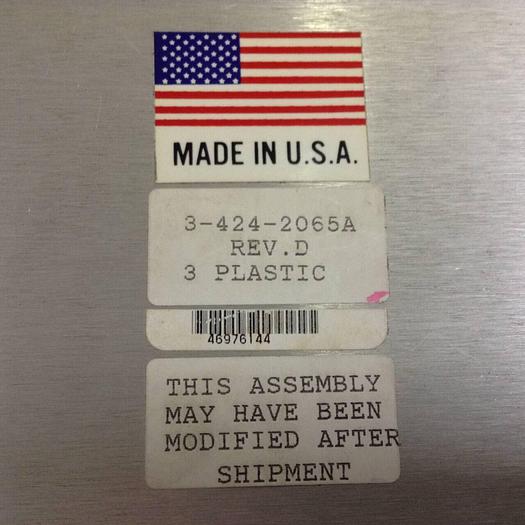 MADE IN U.S.A.
3-424-2065A
REV.D
3 PLASTIC
46976144
THIS ASSEMBLY
MAY HAVE BEEN
MODIFIED AFTER
SHIPMENT